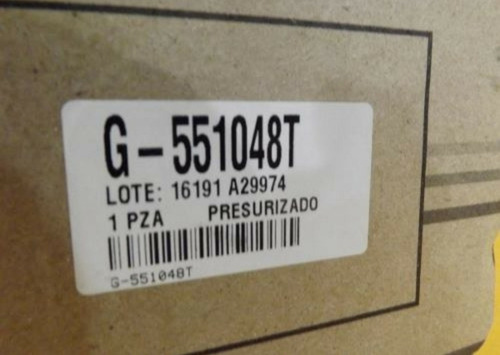 G-551048T
LOTE: 16191 A29974
1 PZA PRESURIZADO
G-551048T